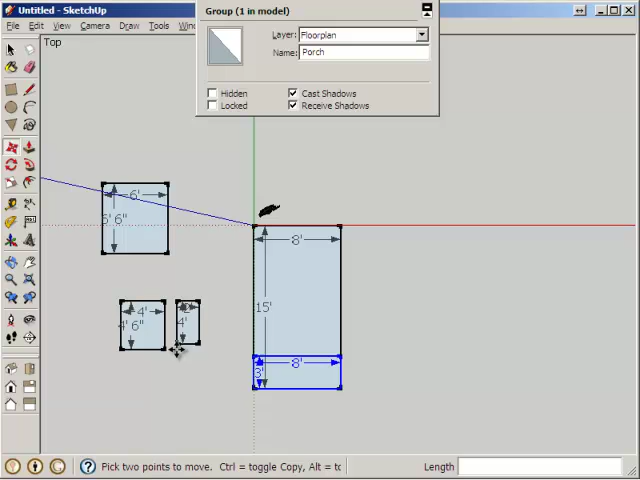 Untitled - SketchUp
Group (1 in model)
File Edit View Camera Draw Tools
Layer: Floorplan
Name: Porch
Hidden
Cast Shadows
Locked
Receive Shadows
Top
6'
6' 6"
8'
15'
4'
4' 6"
4'
8'
3'
Pick two points to move. Ctrl = toggle Copy, Alt = tc
Length